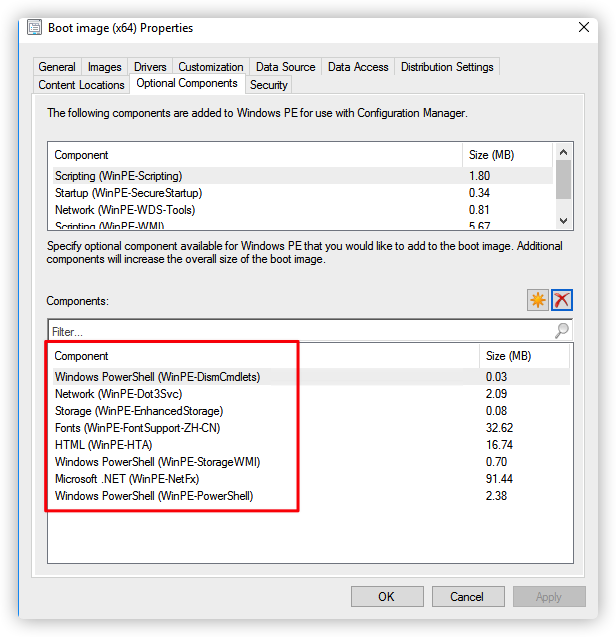 Boot image (x64) Properties
General Images Drivers Customization Data Source Data Access Distribution Settings
Content Locations Optional Components Security
The following components are added to Windows PE for use with Configuration Manager.
Component Size (MB)
Scripting (WinPE-Scripting) 1.80
Startup (WinPE-SecureStartup) 0.34
Network (WinPE-WDS-Tools) 0.81
Scripting (WinPE-WMI) 5.67
Specify optional component available for Windows PE that you would like to add to the boot image. Additional
components will increase the overall size of the boot image.
Components:
Filter...
Component Size (MB)
Windows PowerShell (WinPE-DismCmdlets) 0.03
Network (WinPE-Dot3Svc) 2.09
Storage (WinPE-EnhancedStorage) 0.08
Fonts (WinPE-FontSupport-ZH-CN) 32.62
HTML (WinPE-HTA) 16.74
Windows PowerShell (WinPE-StorageWMI) 0.70
Microsoft .NET (WinPE-NetFx) 91.44
Windows PowerShell (WinPE-PowerShell) 2.38
OK Cancel Apply